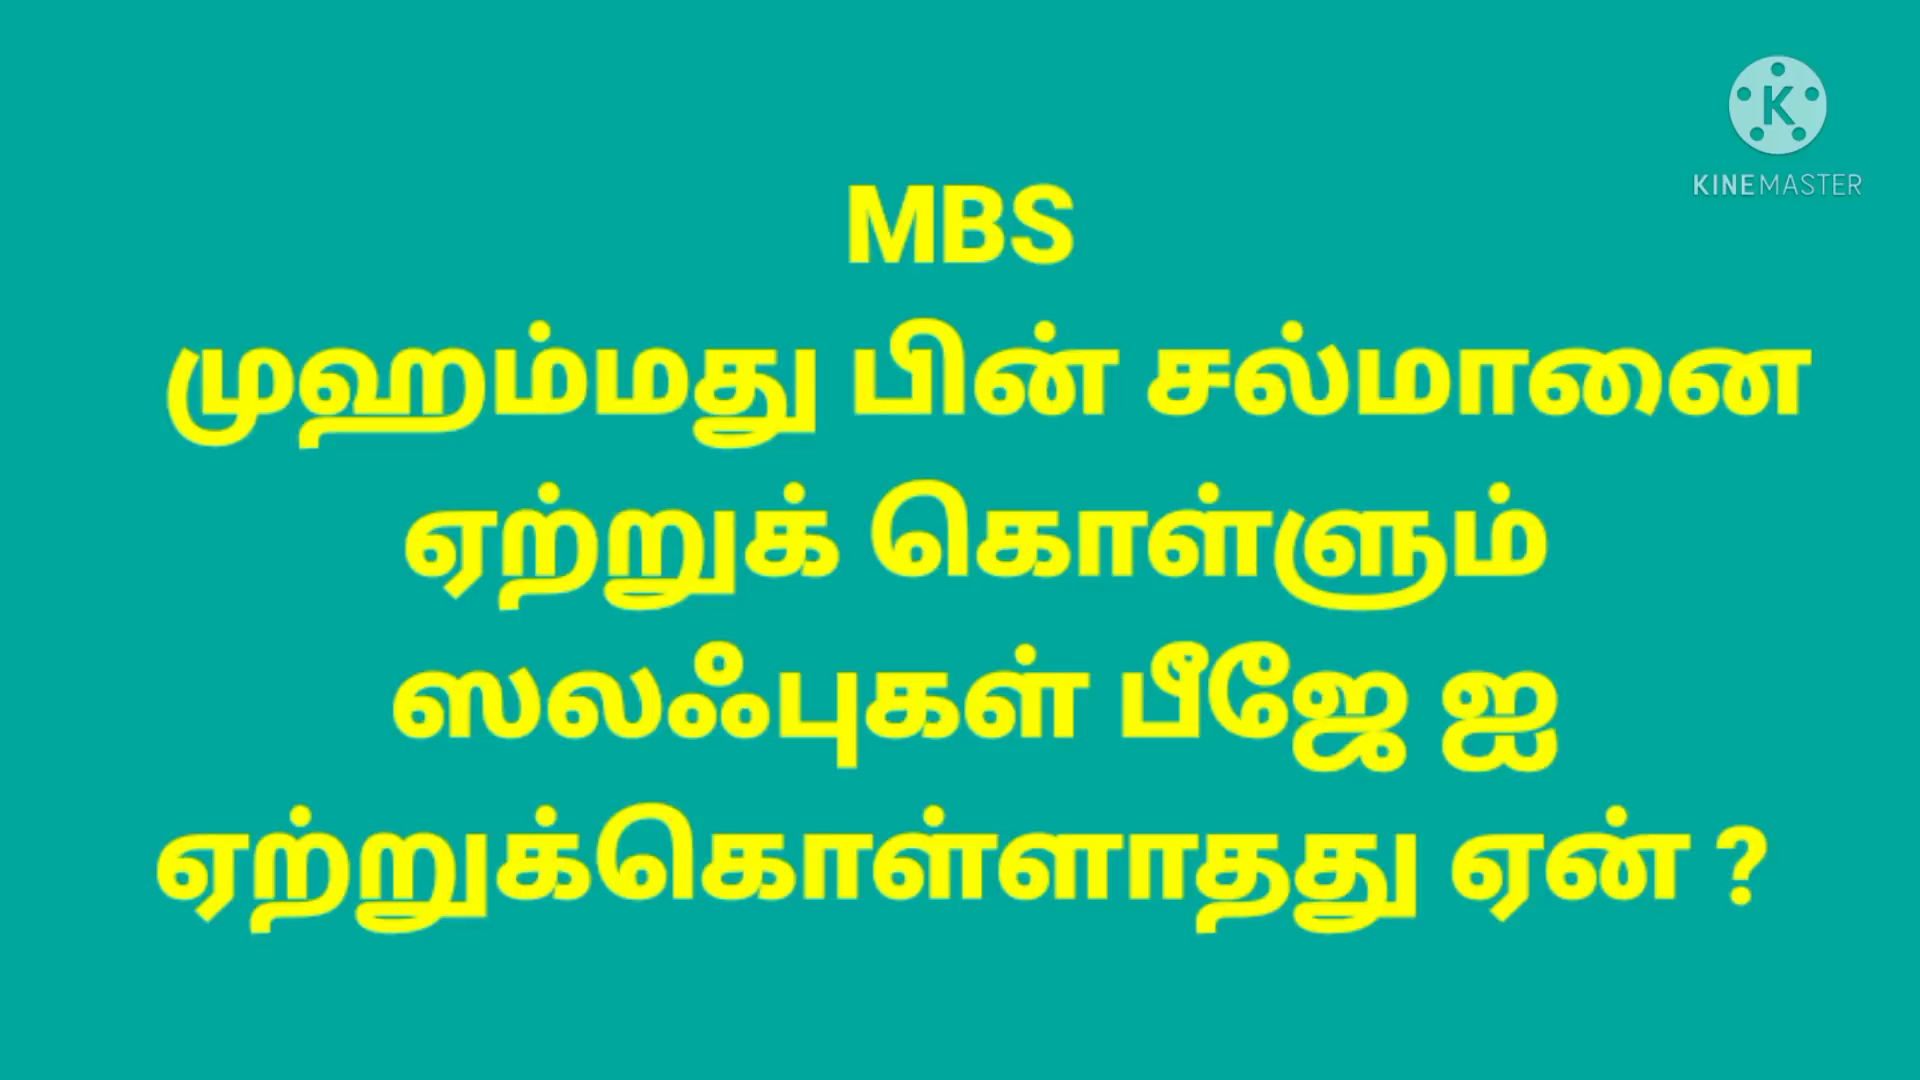 KINEMASTER
MBS
முஹம்மது பின் சல்மானை
ஏற்றுக் கொள்ளும்
ஸலஃபுகள் பீஜே ஐ
ஏற்றுக்கொள்ளாதது ஏன் ?